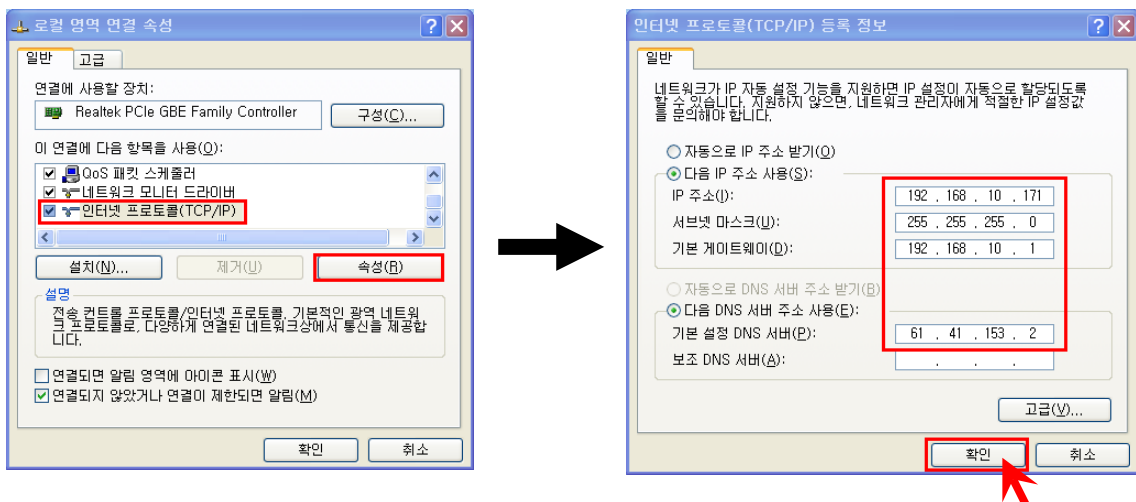 로컬 영역 연결 속성
일반 고급
연결에 사용할 장치:
Realtek PCIe GBE Family Controller 구성(C)...
이 연결에 다음 항목을 사용(O):
QoS 패킷 스케줄러
네트워크 모니터 드라이버
인터넷 프로토콜(TCP/IP)
설치(N)... 제거(U) 속성(R)
설명
전송 컨트롤 프로토콜/인터넷 프로토콜. 기본적인 광역 네트워
크 프로토콜로, 다양하게 연결된 네트워크상에서 통신을 제공합
니다.
연결되면 알림 영역에 아이콘 표시(W)
연결되지 않았거나 연결이 제한되면 알림(M)
확인 취소
인터넷 프로토콜(TCP/IP) 등록 정보
일반
네트워크가 IP 자동 설정 기능을 지원하면 IP 설정이 자동으로 할당되도록
할 수 있습니다. 지원하지 않으면, 네트워크 관리자에게 적절한 IP 설정값
을 문의해야 합니다.
자동으로 IP 주소 받기(O)
다음 IP 주소 사용(S):
IP 주소(I): 192 . 168 . 10 . 171
서브넷 마스크(U): 255 . 255 . 255 . 0
기본 게이트웨이(D): 192 . 168 . 10 . 1
자동으로 DNS 서버 주소 받기(B)
다음 DNS 서버 주소 사용(E):
기본 설정 DNS 서버(P): 61 . 41 . 153 . 2
보조 DNS 서버(A): . . .
고급(V)...
확인 취소